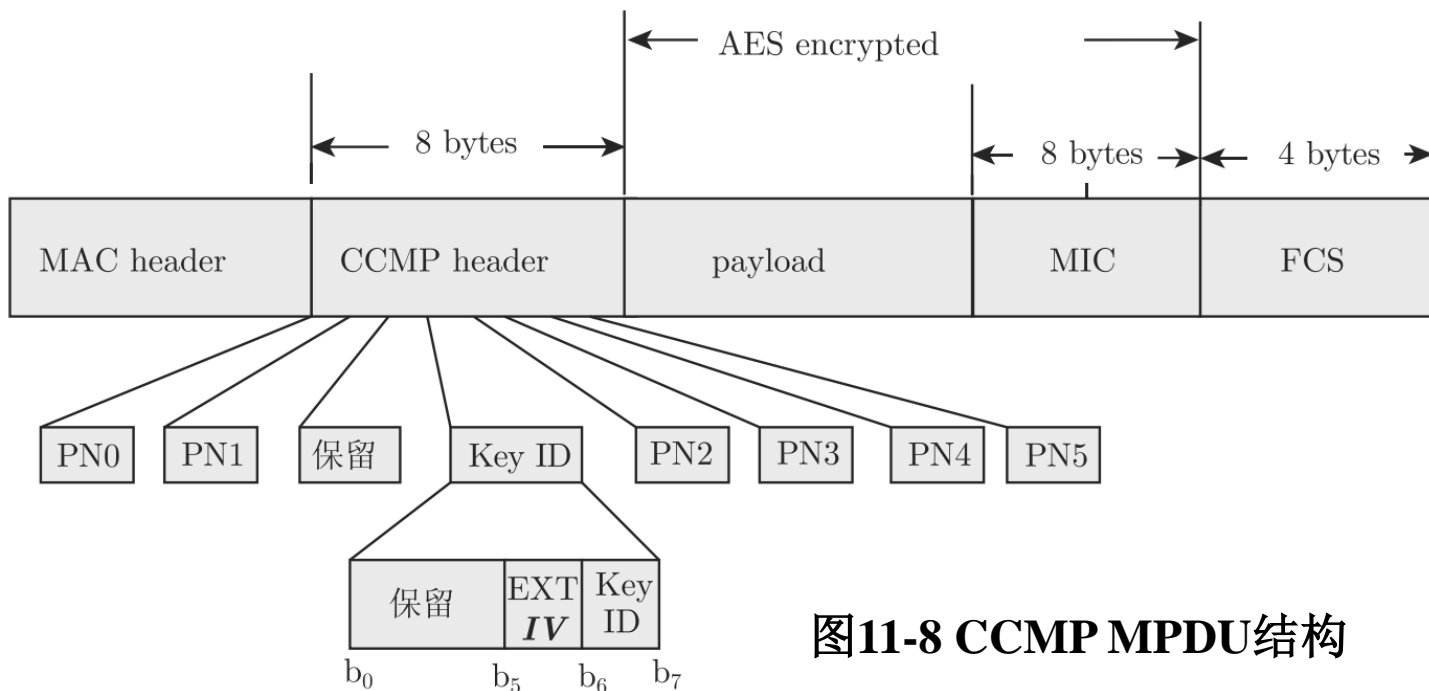 AES encrypted
8 bytes
8 bytes
4 bytes
MAC header
CCMP header
payload
MIC
FCS
PN0
PN1
保留
Key ID
PN2
PN3
PN4
PN5
保留
EXT
IV
Key
ID
b0
b5
b6
b7
图11-8 CCMP MPDU结构